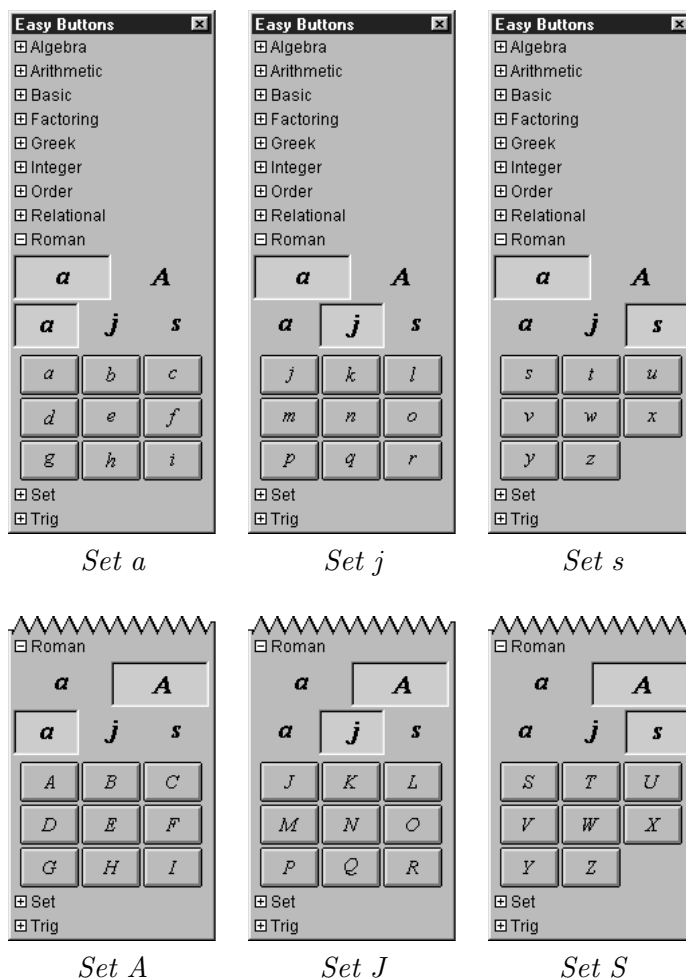 Easy Buttons
Algebra
Arithmetic
Basic
Factoring
Greek
Integer
Order
Relational
Roman
a A
a j s
a b c
d e f
g h i
Set
Trig
Set a
Easy Buttons
Algebra
Arithmetic
Basic
Factoring
Greek
Integer
Order
Relational
Roman
a A
a j s
j k l
m n o
p q r
Set
Trig
Set j
Easy Buttons
Algebra
Arithmetic
Basic
Factoring
Greek
Integer
Order
Relational
Roman
a A
a j s
s t u
v w x
y z
Set
Trig
Set s
Roman
a A
a j s
A B C
D E F
G H I
Set
Trig
Set A
Roman
a A
a j s
J K L
M N O
P Q R
Set
Trig
Set J
Roman
a A
a j s
S T U
V W X
Y Z
Set
Trig
Set S